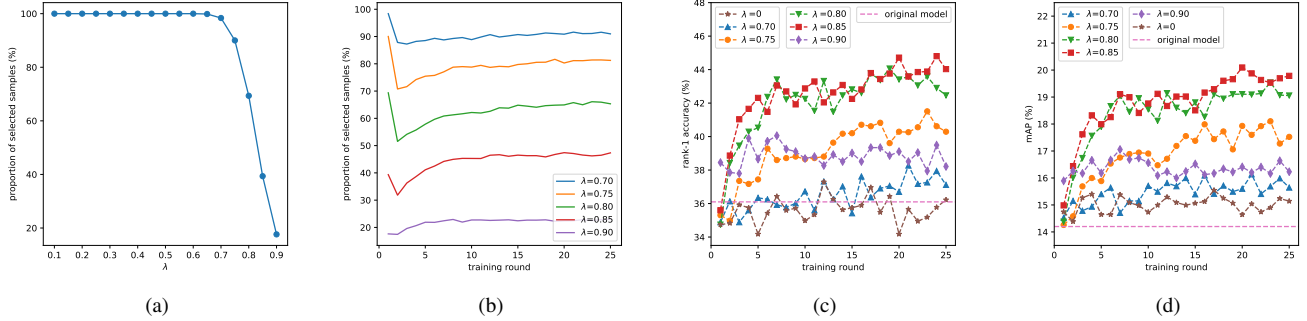 100
80
60
40
20
proportion of selected samples (%)
0.1 0.2 0.3 0.4 0.5 0.6 0.7 0.8 0.9
λ
(a)
100
90
80
70
60
50
40
30
20
proportion of selected samples (%)
λ=0.70
λ=0.75
λ=0.80
λ=0.85
λ=0.90
0 5 10 15 20 25
training round
(b)
48
46
44
42
40
38
36
34
rank-1 accuracy (%)
λ=0 λ=0.80 original model
λ=0.70 λ=0.85
λ=0.75 λ=0.90
0 5 10 15 20 25
training round
(c)
22
21
20
19
18
17
16
15
14
mAP (%)
λ=0.70 λ=0.90
λ=0.75 λ=0
λ=0.80 original model
λ=0.85
0 5 10 15 20 25
training round
(d)